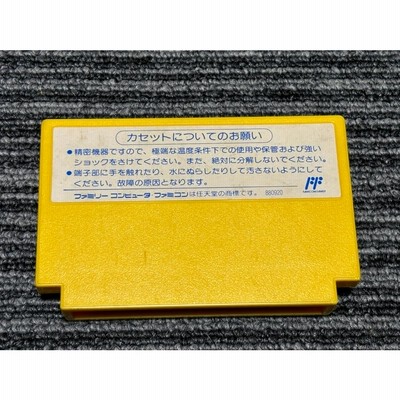 カセットについてのお願い
●精密機器ですので、極端な温度条件下での使用や保管および強い
ショックをさけてください。また、絶対に分解しないでください。
●端子部に手を触れたり、水にぬらしたりして汚さないようにして
ください。故障の原因となります。
ファミリーコンピュータ・ファミコンは任天堂の商標です。 880920